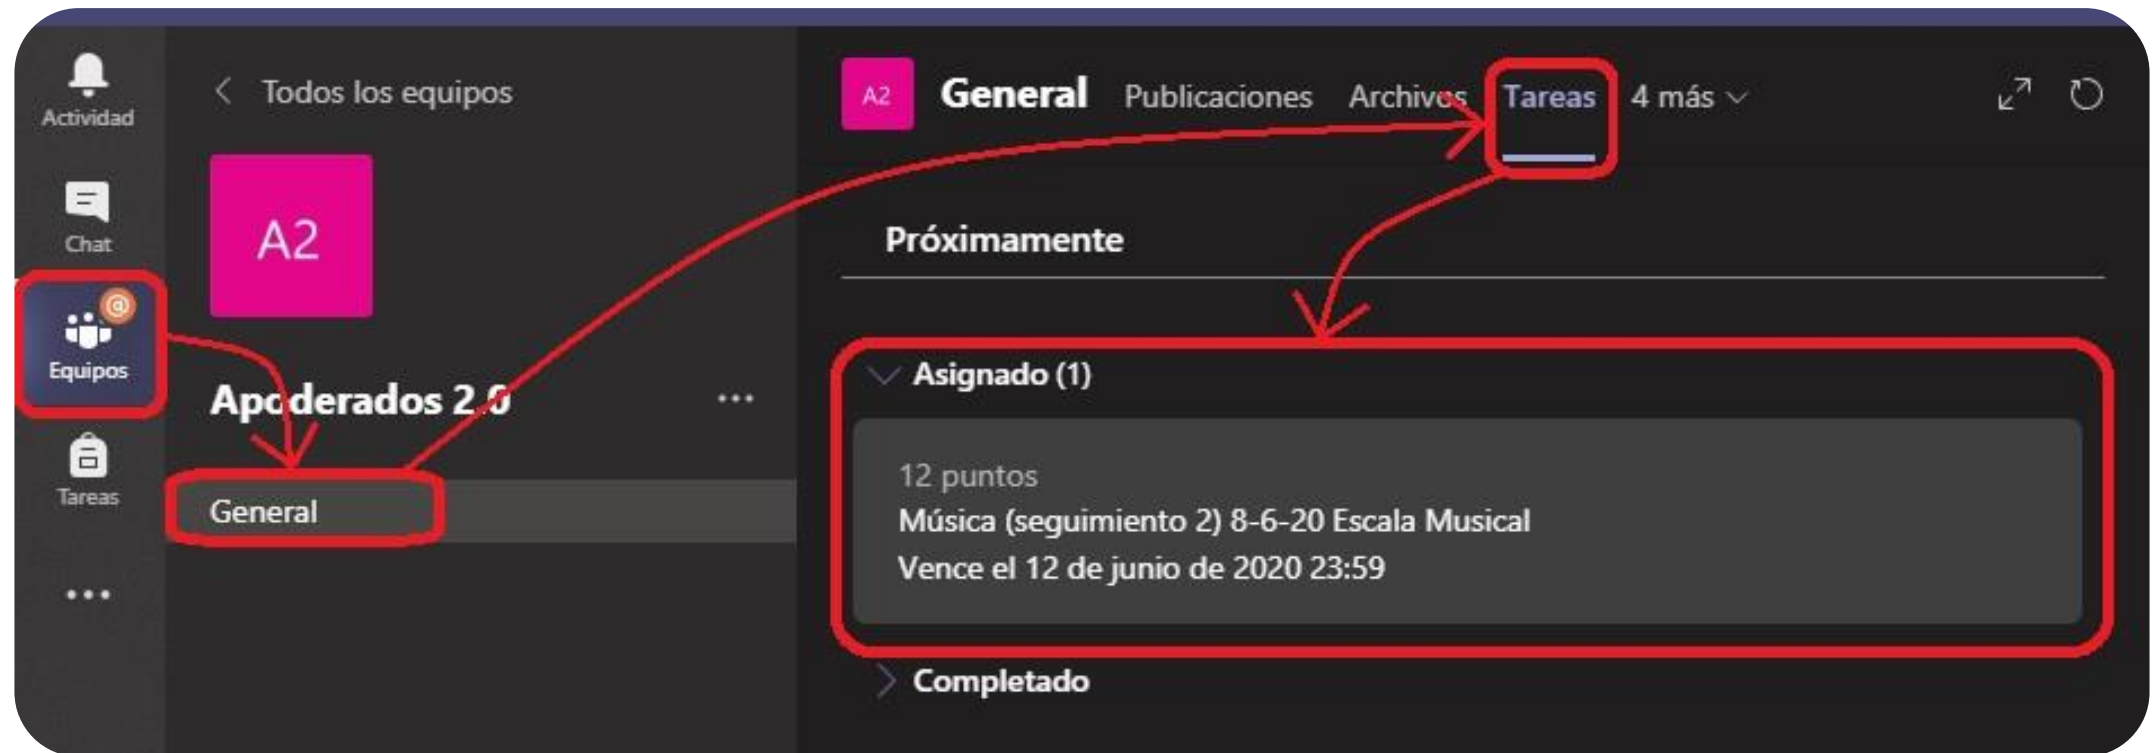 Actividad
Chat
@
Equipos
Tareas
Todos los equipos
A2
Apoderados 2.0
General
A2 General Publicaciones Archivos Tareas 4 más
Próximamente
Asignado (1)
12 puntos
Música (seguimiento 2) 8-6-20 Escala Musical
Vence el 12 de junio de 2020 23:59
Completado